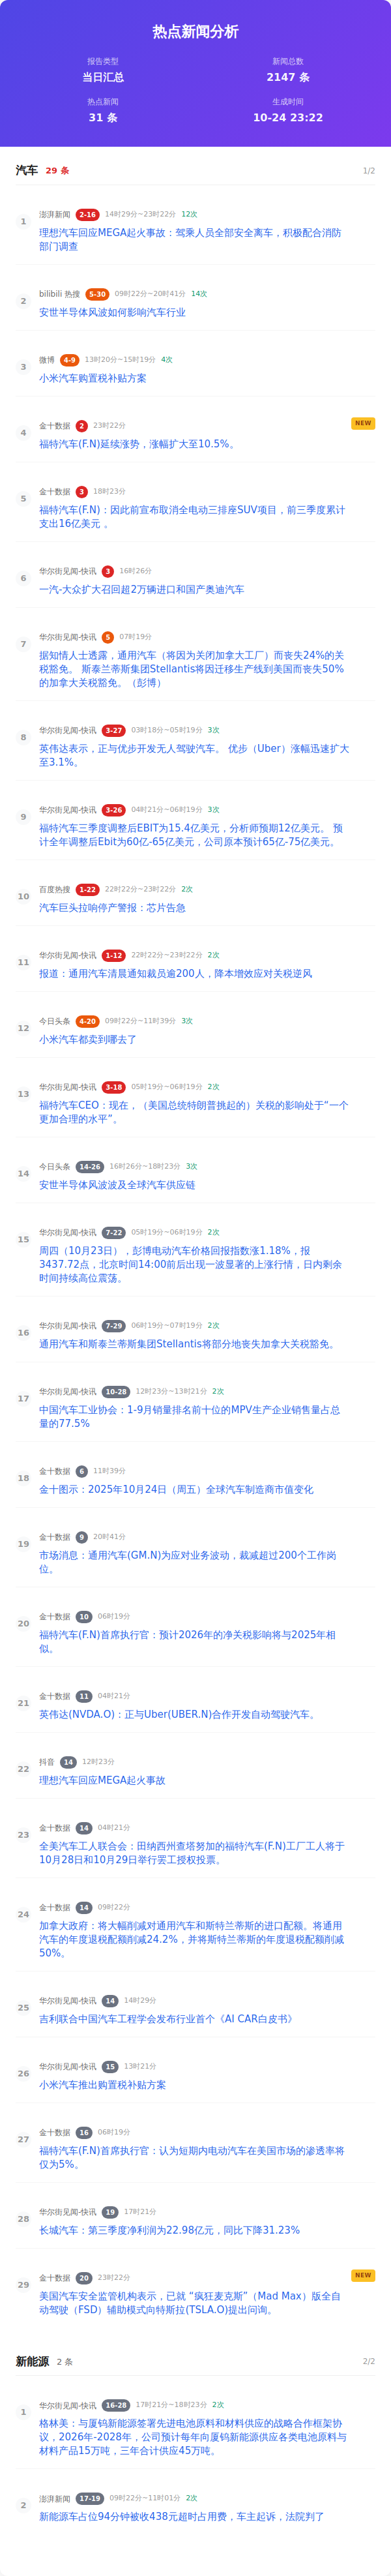 热点新闻分析
报告类型
当日汇总
新闻总数
2147 条
热点新闻
31 条
生成时间
10-24 23:22
汽车 29 条 1/2
1
澎湃新闻 2-16 14时29分~23时22分 12次
理想汽车回应MEGA起火事故：驾乘人员全部安全离车，积极配合消防
部门调查
2
bilibili 热搜 5-30 09时22分~20时41分 14次
安世半导体风波如何影响汽车行业
3
微博 4-9 13时20分~15时19分 4次
小米汽车购置税补贴方案
4
金十数据 2 23时22分 NEW
福特汽车(F.N)延续涨势，涨幅扩大至10.5%。
5
金十数据 3 18时23分
福特汽车(F.N)：因此前宣布取消全电动三排座SUV项目，前三季度累计
支出16亿美元 。
6
华尔街见闻-快讯 3 16时26分
一汽-大众扩大召回超2万辆进口和国产奥迪汽车
7
华尔街见闻-快讯 5 07时19分
据知情人士透露，通用汽车（将因为关闭加拿大工厂）而丧失24%的关
税豁免。 斯泰兰蒂斯集团Stellantis将因迁移生产线到美国而丧失50%
的加拿大关税豁免。（彭博）
8
华尔街见闻-快讯 3-27 03时18分~05时19分 3次
英伟达表示，正与优步开发无人驾驶汽车。 优步（Uber）涨幅迅速扩大
至3.1%。
9
华尔街见闻-快讯 3-26 04时21分~06时19分 3次
福特汽车三季度调整后EBIT为15.4亿美元，分析师预期12亿美元。 预
计全年调整后Ebit为60亿-65亿美元，公司原本预计65亿-75亿美元。
10
百度热搜 1-22 22时22分~23时22分 2次
汽车巨头拉响停产警报：芯片告急
11
华尔街见闻-快讯 1-12 22时22分~23时22分 2次
报道：通用汽车清晨通知裁员逾200人，降本增效应对关税逆风
12
今日头条 4-20 09时22分~11时39分 3次
小米汽车都卖到哪去了
13
华尔街见闻-快讯 3-18 05时19分~06时19分 2次
福特汽车CEO：现在，（美国总统特朗普挑起的）关税的影响处于“一个
更加合理的水平”。
14
今日头条 14-26 16时26分~18时23分 3次
安世半导体风波波及全球汽车供应链
15
华尔街见闻-快讯 7-22 05时19分~06时19分 2次
周四（10月23日），彭博电动汽车价格回报指数涨1.18%，报
3437.72点，北京时间14:00前后出现一波显著的上涨行情，日内剩余
时间持续高位震荡。
16
华尔街见闻-快讯 7-29 06时19分~07时19分 2次
通用汽车和斯泰兰蒂斯集团Stellantis将部分地丧失加拿大关税豁免。
17
华尔街见闻-快讯 10-28 12时23分~13时21分 2次
中国汽车工业协会：1-9月销量排名前十位的MPV生产企业销售量占总
量的77.5%
18
金十数据 6 11时39分
金十图示：2025年10月24日（周五）全球汽车制造商市值变化
19
金十数据 9 20时41分
市场消息：通用汽车(GM.N)为应对业务波动，裁减超过200个工作岗
位。
20
金十数据 10 06时19分
福特汽车(F.N)首席执行官：预计2026年的净关税影响将与2025年相
似。
21
金十数据 11 04时21分
英伟达(NVDA.O)：正与Uber(UBER.N)合作开发自动驾驶汽车。
22
抖音 14 12时23分
理想汽车回应MEGA起火事故
23
金十数据 14 04时21分
全美汽车工人联合会：田纳西州查塔努加的福特汽车(F.N)工厂工人将于
10月28日和10月29日举行罢工授权投票。
24
金十数据 14 09时22分
加拿大政府：将大幅削减对通用汽车和斯特兰蒂斯的进口配额。将通用
汽车的年度退税配额削减24.2%，并将斯特兰蒂斯的年度退税配额削减
50%。
25
华尔街见闻-快讯 14 14时29分
吉利联合中国汽车工程学会发布行业首个《AI CAR白皮书》
26
华尔街见闻-快讯 15 13时21分
小米汽车推出购置税补贴方案
27
金十数据 16 06时19分
福特汽车(F.N)首席执行官：认为短期内电动汽车在美国市场的渗透率将
仅为5%。
28
华尔街见闻-快讯 19 17时21分
长城汽车：第三季度净利润为22.98亿元，同比下降31.23%
29
金十数据 20 23时22分 NEW
美国汽车安全监管机构表示，已就 “疯狂麦克斯”（Mad Max）版全自
动驾驶（FSD）辅助模式向特斯拉(TSLA.O)提出问询。
新能源 2 条 2/2
1
华尔街见闻-快讯 16-28 17时21分~18时23分 2次
格林美：与厦钨新能源签署先进电池原料和材料供应的战略合作框架协
议，2026年-2028年，公司预计每年向厦钨新能源供应各类电池原料与
材料产品15万吨，三年合计供应45万吨。
2
澎湃新闻 17-19 09时22分~11时01分 2次
新能源车占位94分钟被收438元超时占用费，车主起诉，法院判了